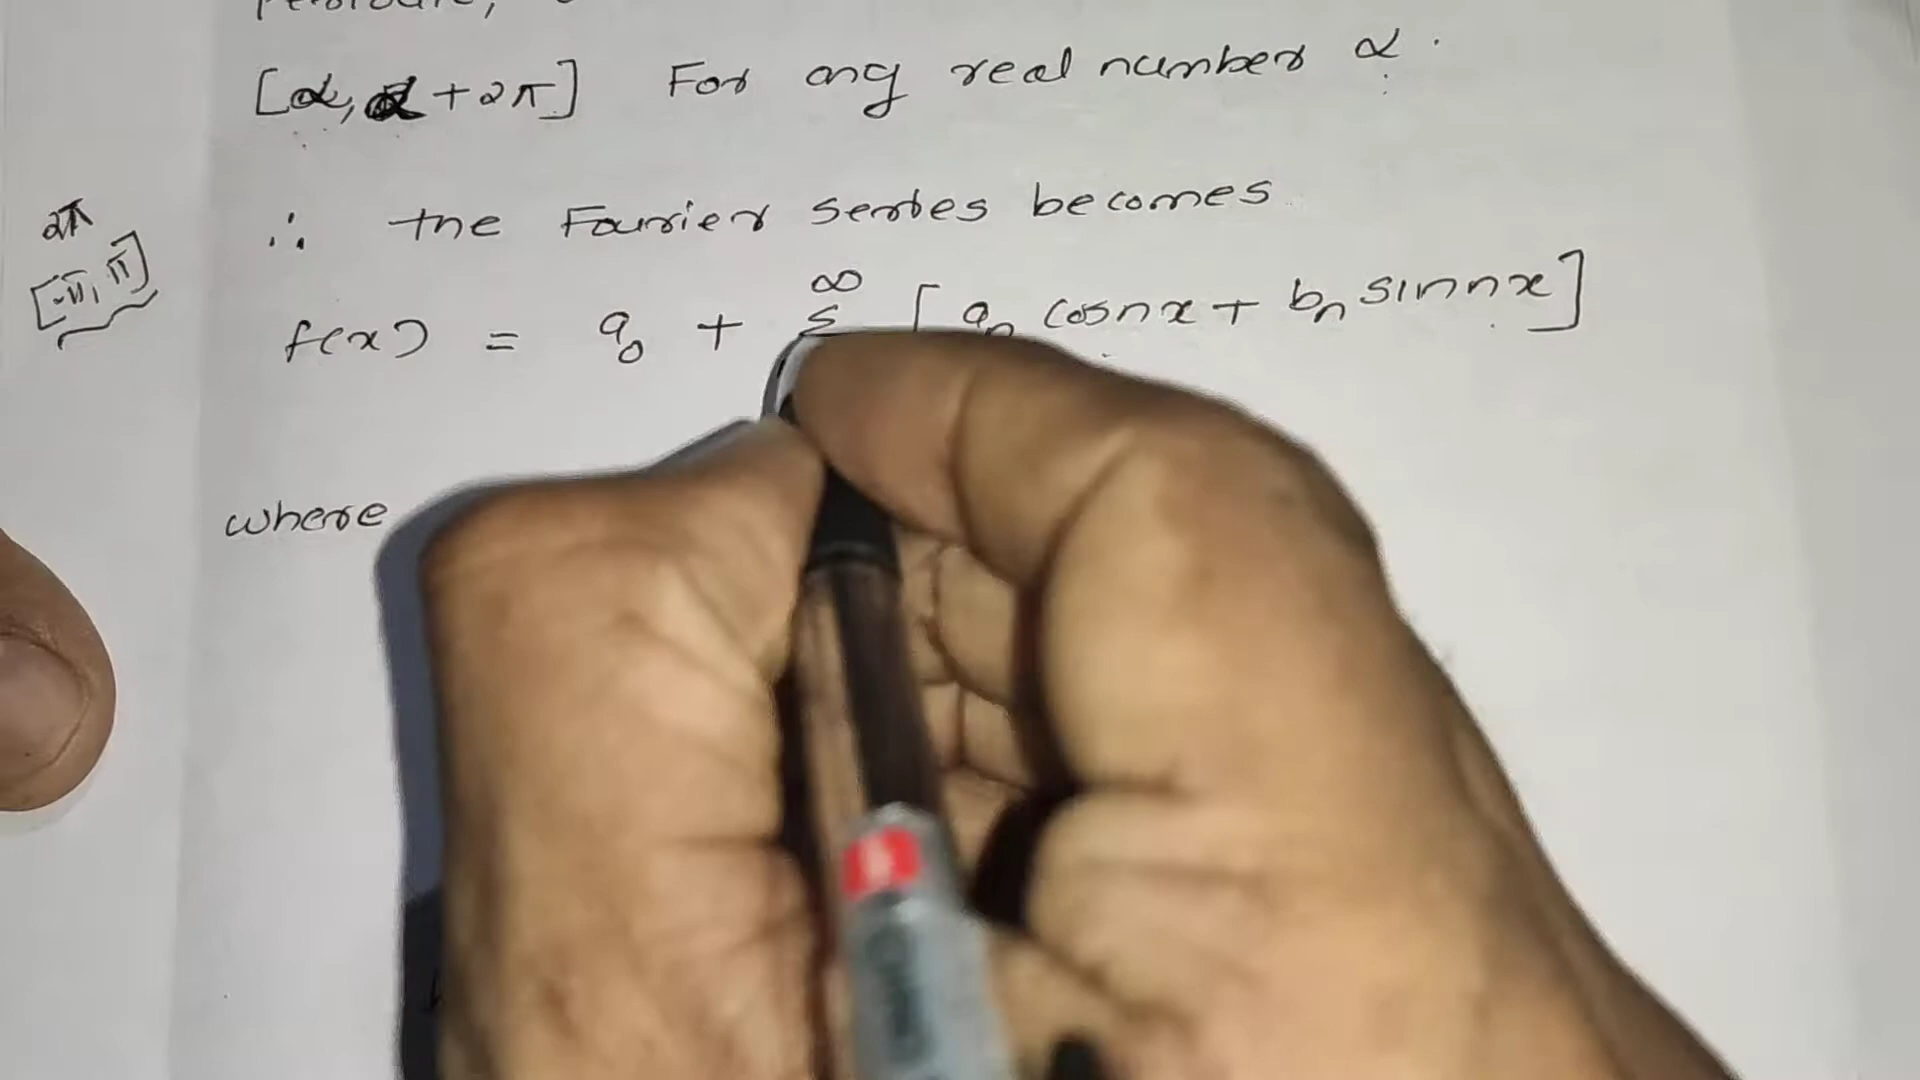 [α, α + 2π] For any real number α.
∴ the Fourier series becomes
2π
[-π, π]
f(x) = a₀ + ∞ Σ [aₙ cosnx + bₙ sinnx]
where